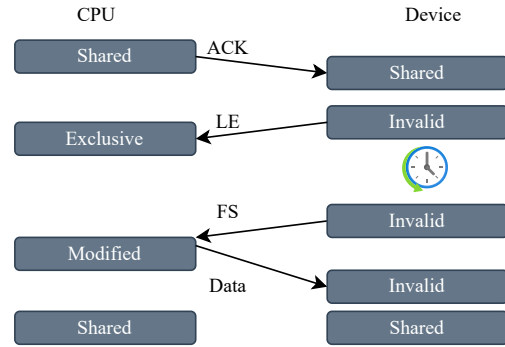 CPU Device
Shared ACK
Shared
LE Invalid
Exclusive
FS Invalid
Modified
Data Invalid
Shared Shared